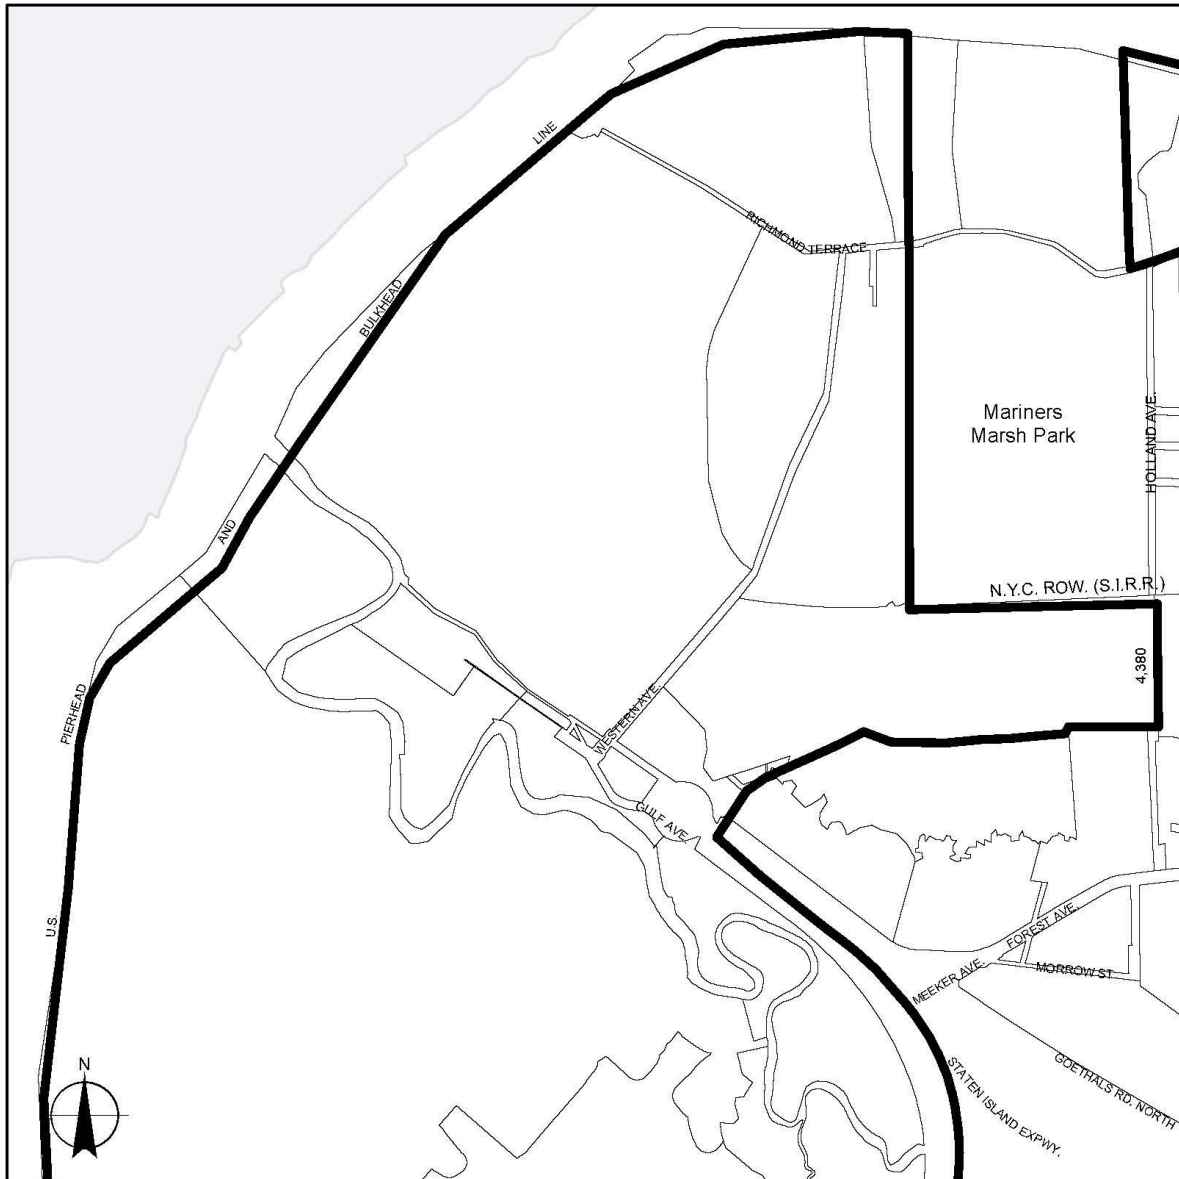 LINE
RICHMOND TERRACE
BULKHEAD
Mariners
Marsh Park
HOLLAND AVE.
AND
N.Y.C. ROW. (S.I.R.R.)
4,380
PIERHEAD
WESTERN AVE.
GULF AVE.
U.S.
FOREST AVE.
MEEKER AVE.
MORROW ST
N
STATEN ISLAND EXPWY.
GOETHALS RD. NORTH